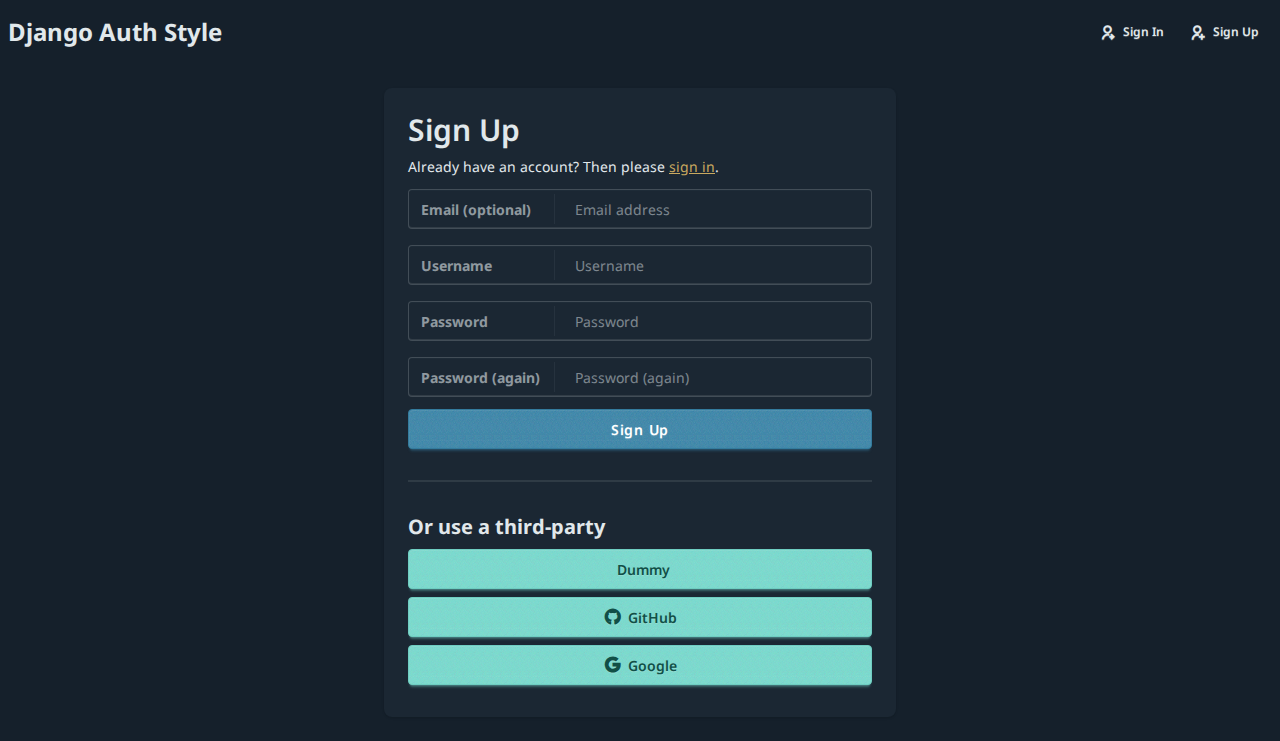 Django Auth Style
Sign In
Sign Up
Sign Up
Already have an account? Then please sign in.
Email (optional)
Email address
Username
Username
Password
Password
Password (again)
Password (again)
Sign Up
Or use a third-party
Dummy
GitHub
Google